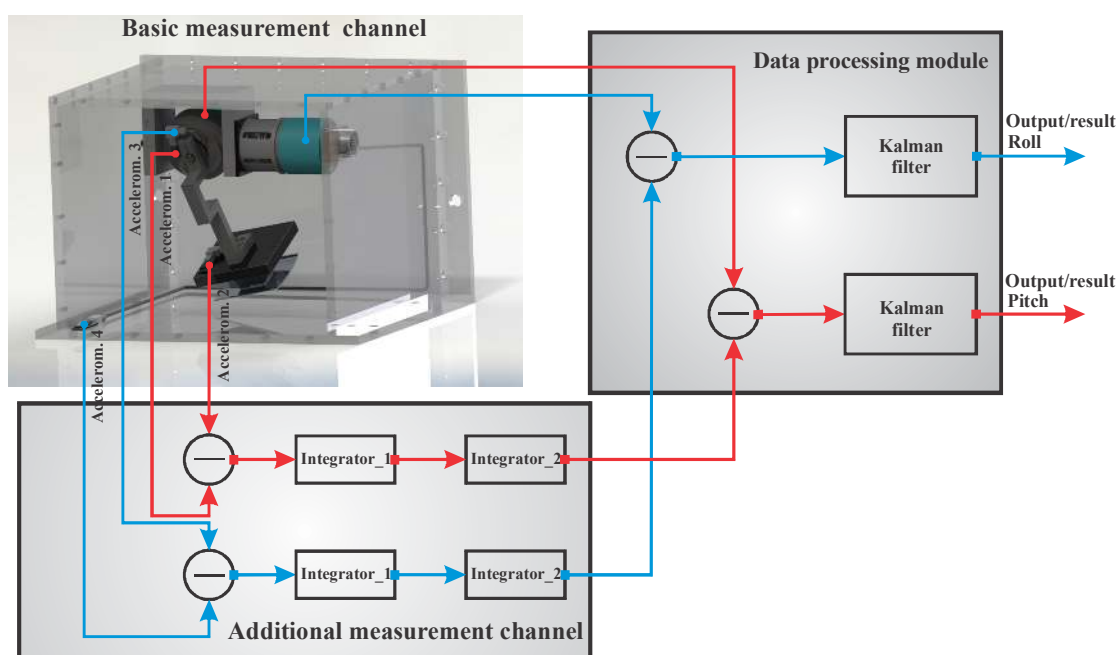 Basic measurement channel
Accelerom. 3
Accelerom. 1
Accelerom. 2
Accelerom. 4
Data processing module
Kalman
filter
Output/result
Roll
Kalman
filter
Output/result
Pitch
Integrator_1
Integrator_2
Integrator_1
Integrator_2
Additional measurement channel